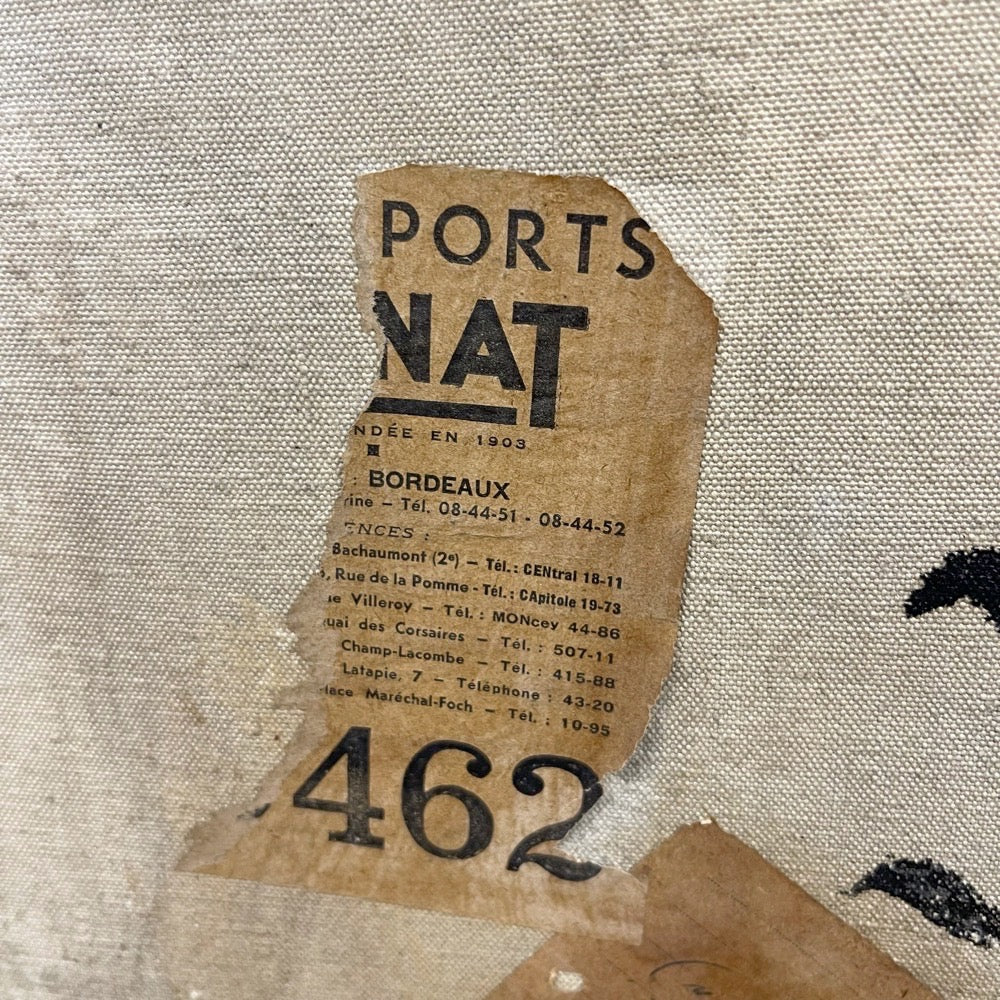 PORTS
NAT
NDÉE EN 1903
: BORDEAUX
rine – Tél. 08-44-51 - 08-44-52
ENCES :
Bachaumont (2e) – Tél.: CENtral 18-11
, Rue de la Pomme - Tél.: CApitole 19-73
ue Villeroy – Tél. : MONcey 44-86
uai des Corsaires – Tél. : 507-11
Champ-Lacombe – Tél. : 415-88
Latapie, 7 – Téléphone : 43-20
lace Maréchal-Foch – Tél. : 10-95
462